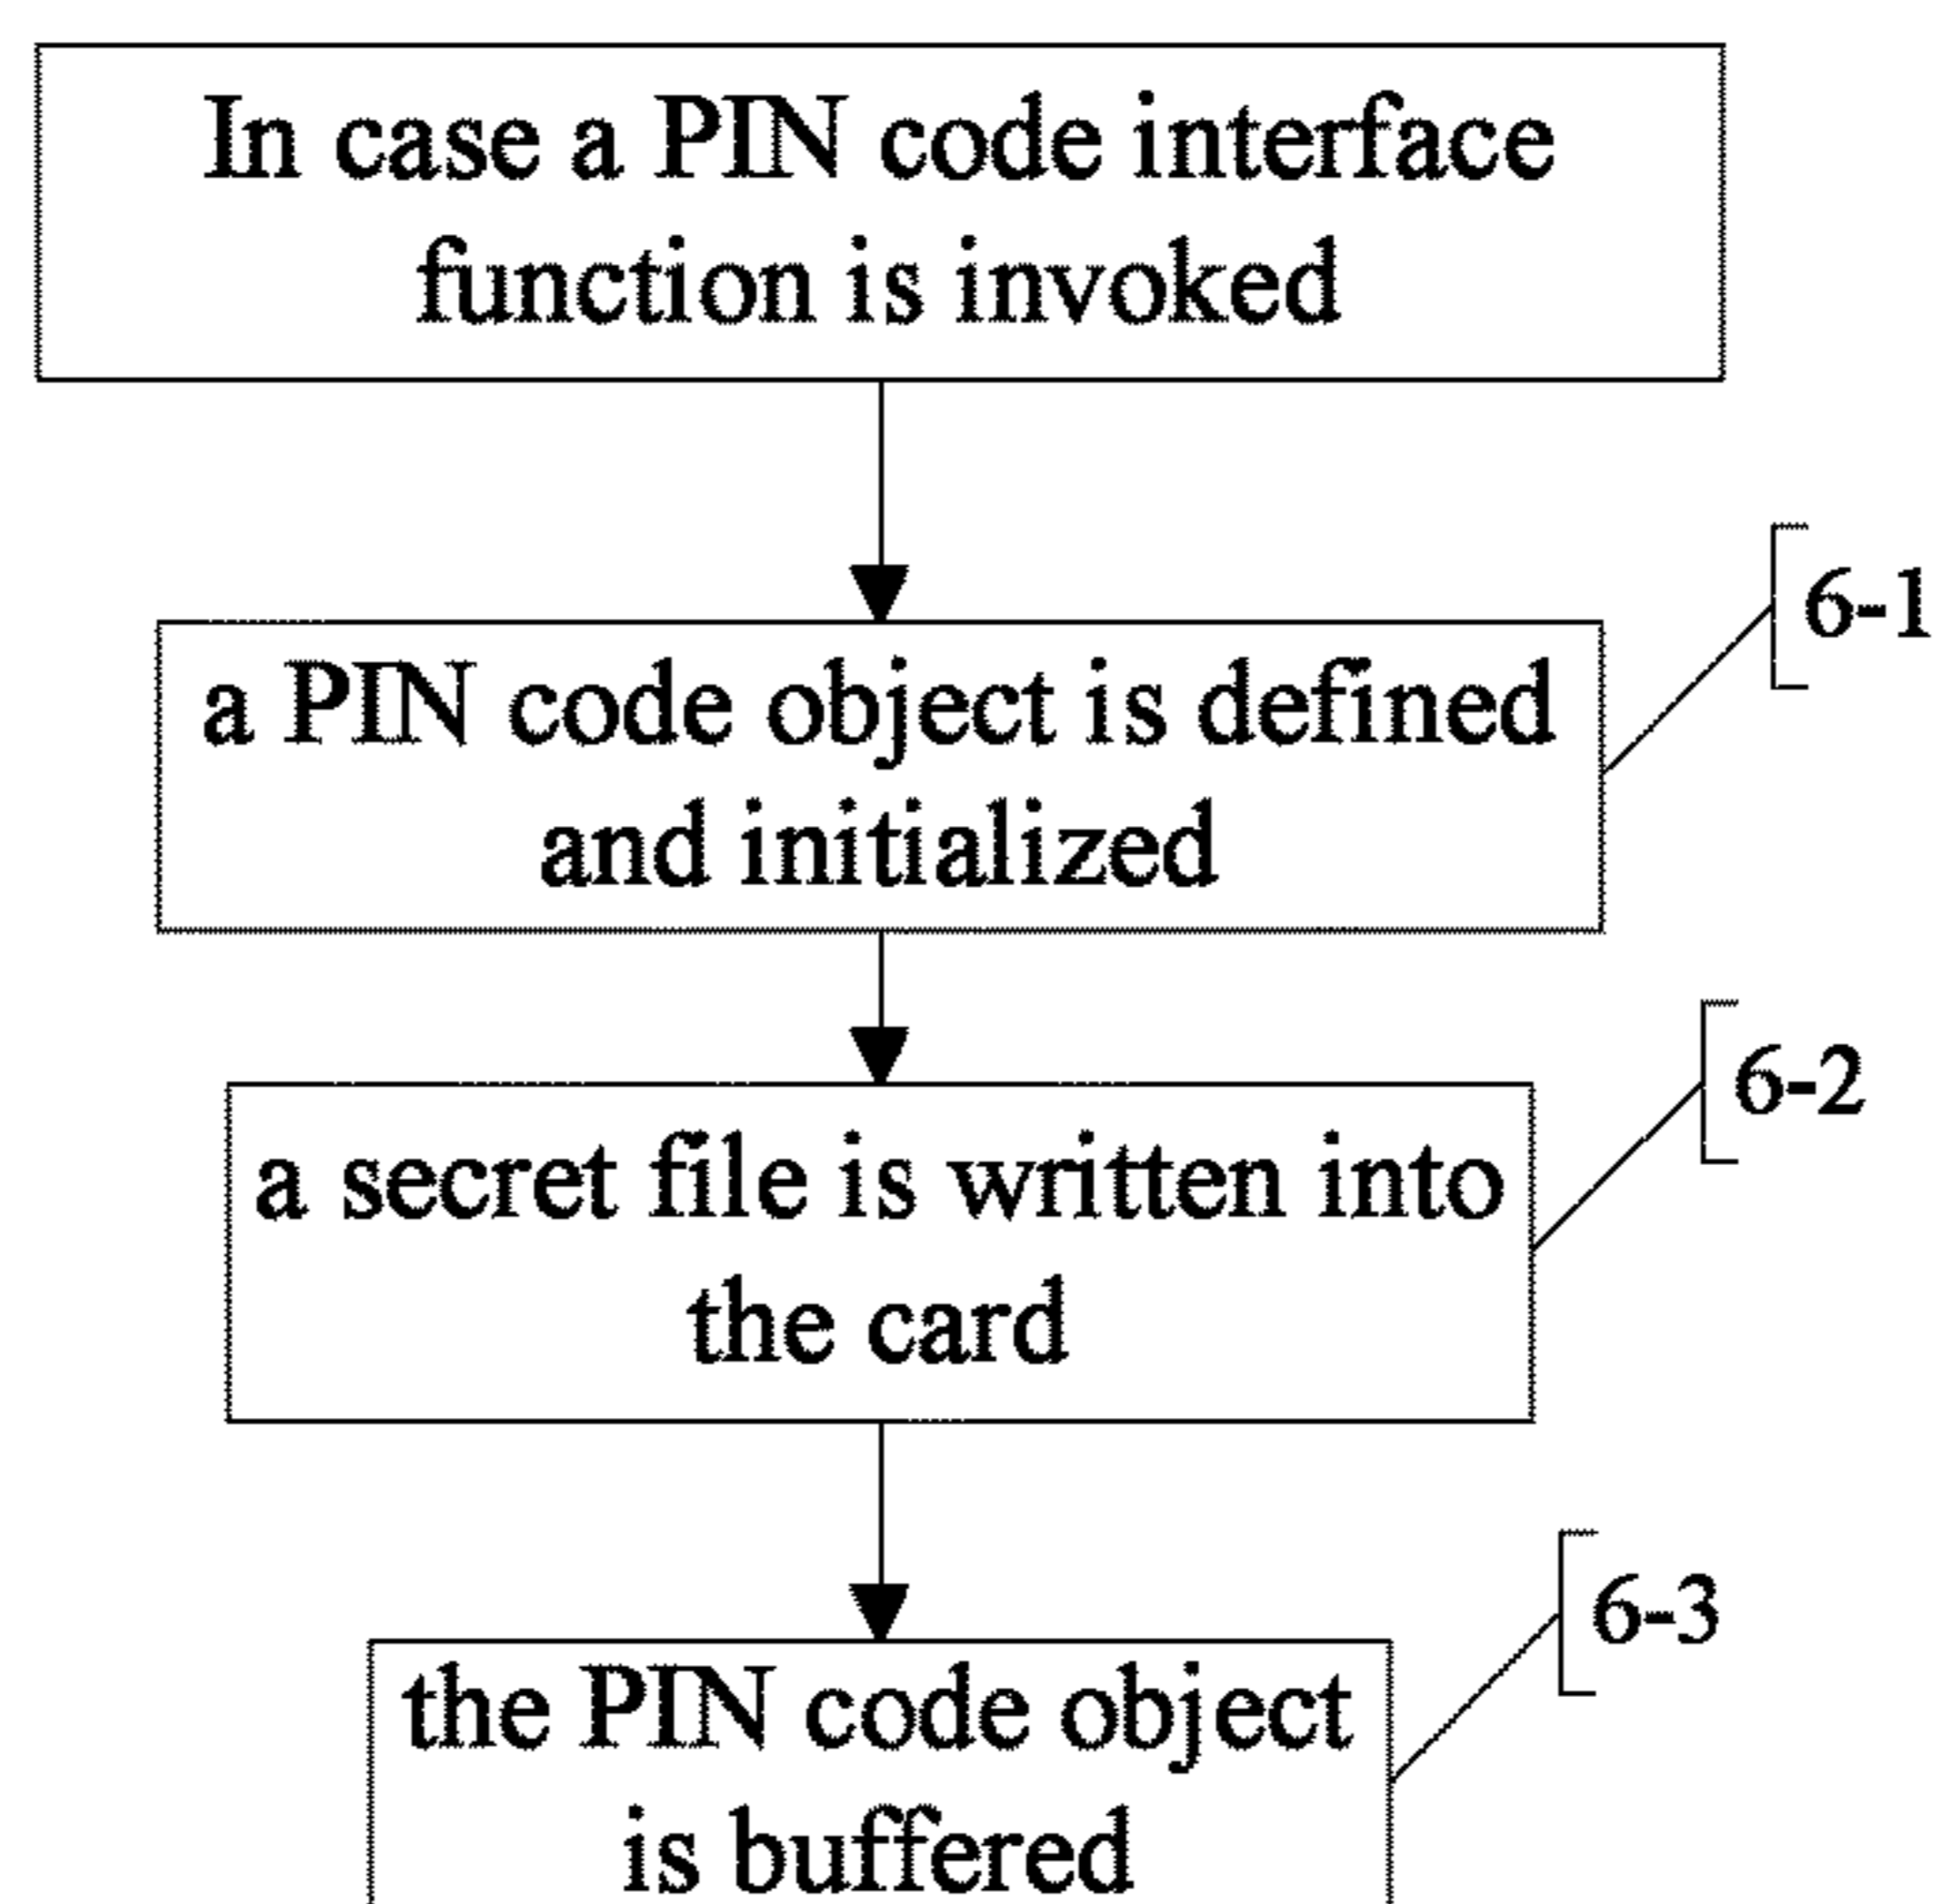 In case a PIN code interface
function is invoked
6-1
a PIN code object is defined
and initialized
6-2
a secret file is written into
the card
6-3
the PIN code object
is buffered